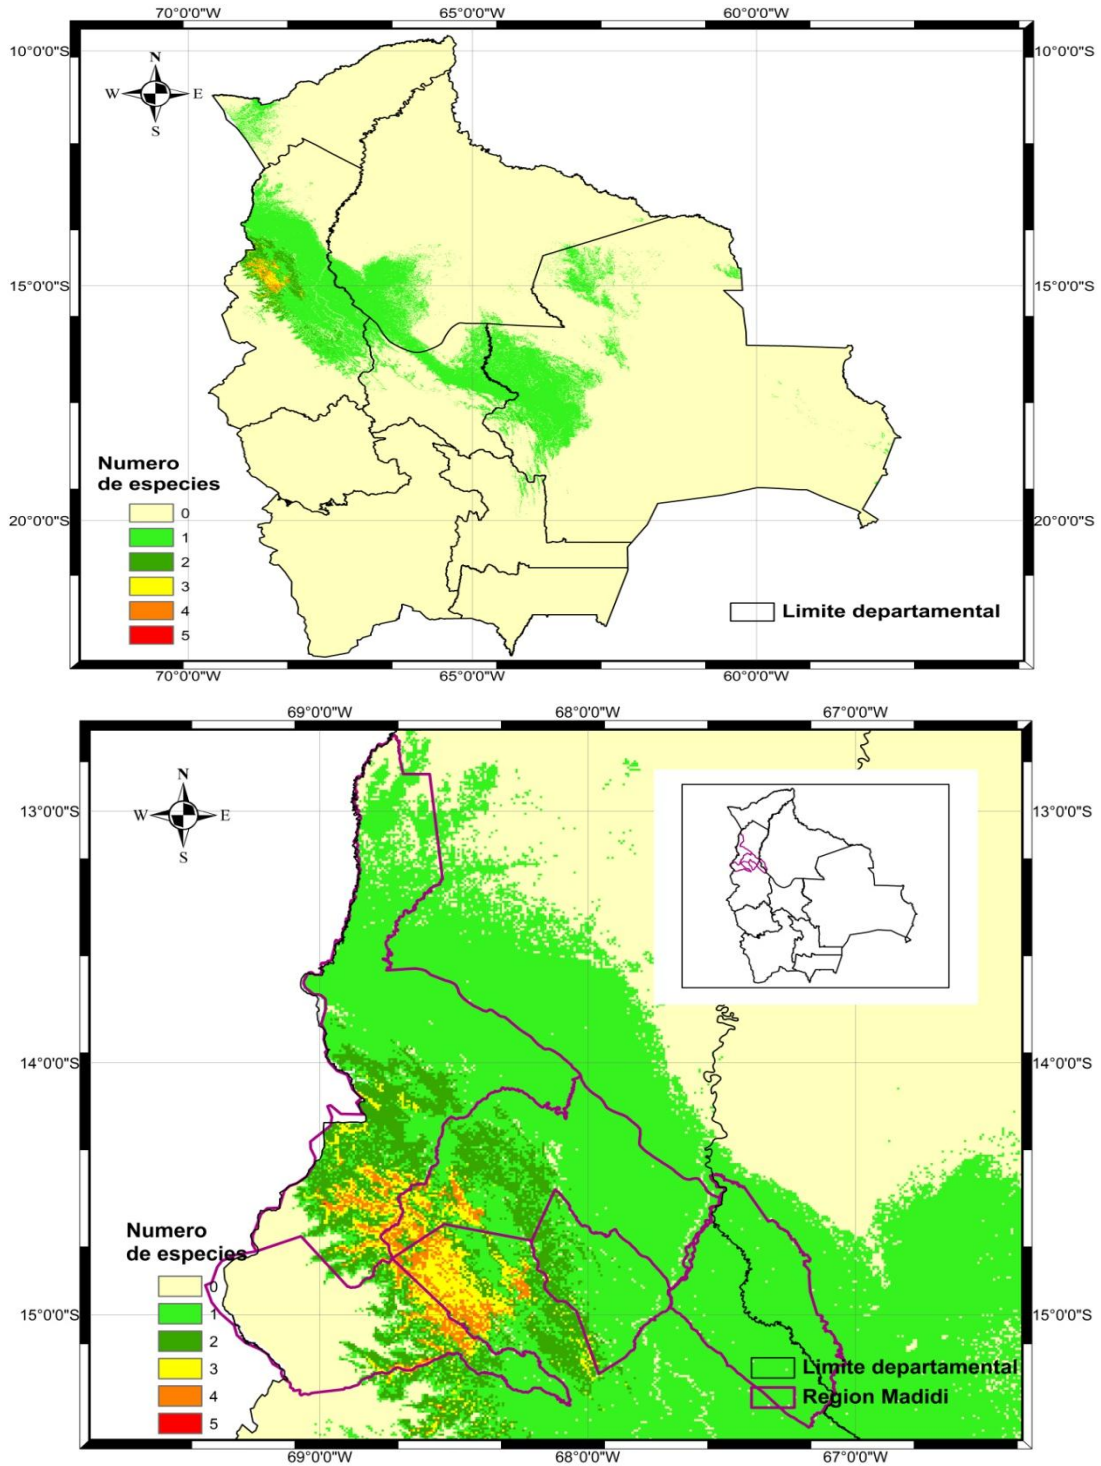 70°0'0"W 65°0'0"W 60°0'0"W
10°0'0"S 10°0'0"S
N
W E
S
15°0'0"S 15°0'0"S
Numero
de especies
0
1
20°0'0"S 20°0'0"S
2
3
4
Limite departamental
5
70°0'0"W 65°0'0"W 60°0'0"W
69°0'0"W 68°0'0"W 67°0'0"W
N
13°0'0"S 13°0'0"S
W E
S
14°0'0"S 14°0'0"S
Numero
de especies
0
15°0'0"S 15°0'0"S
1
2
Limite departamental
3
4
Region Madidi
5
69°0'0"W 68°0'0"W 67°0'0"W